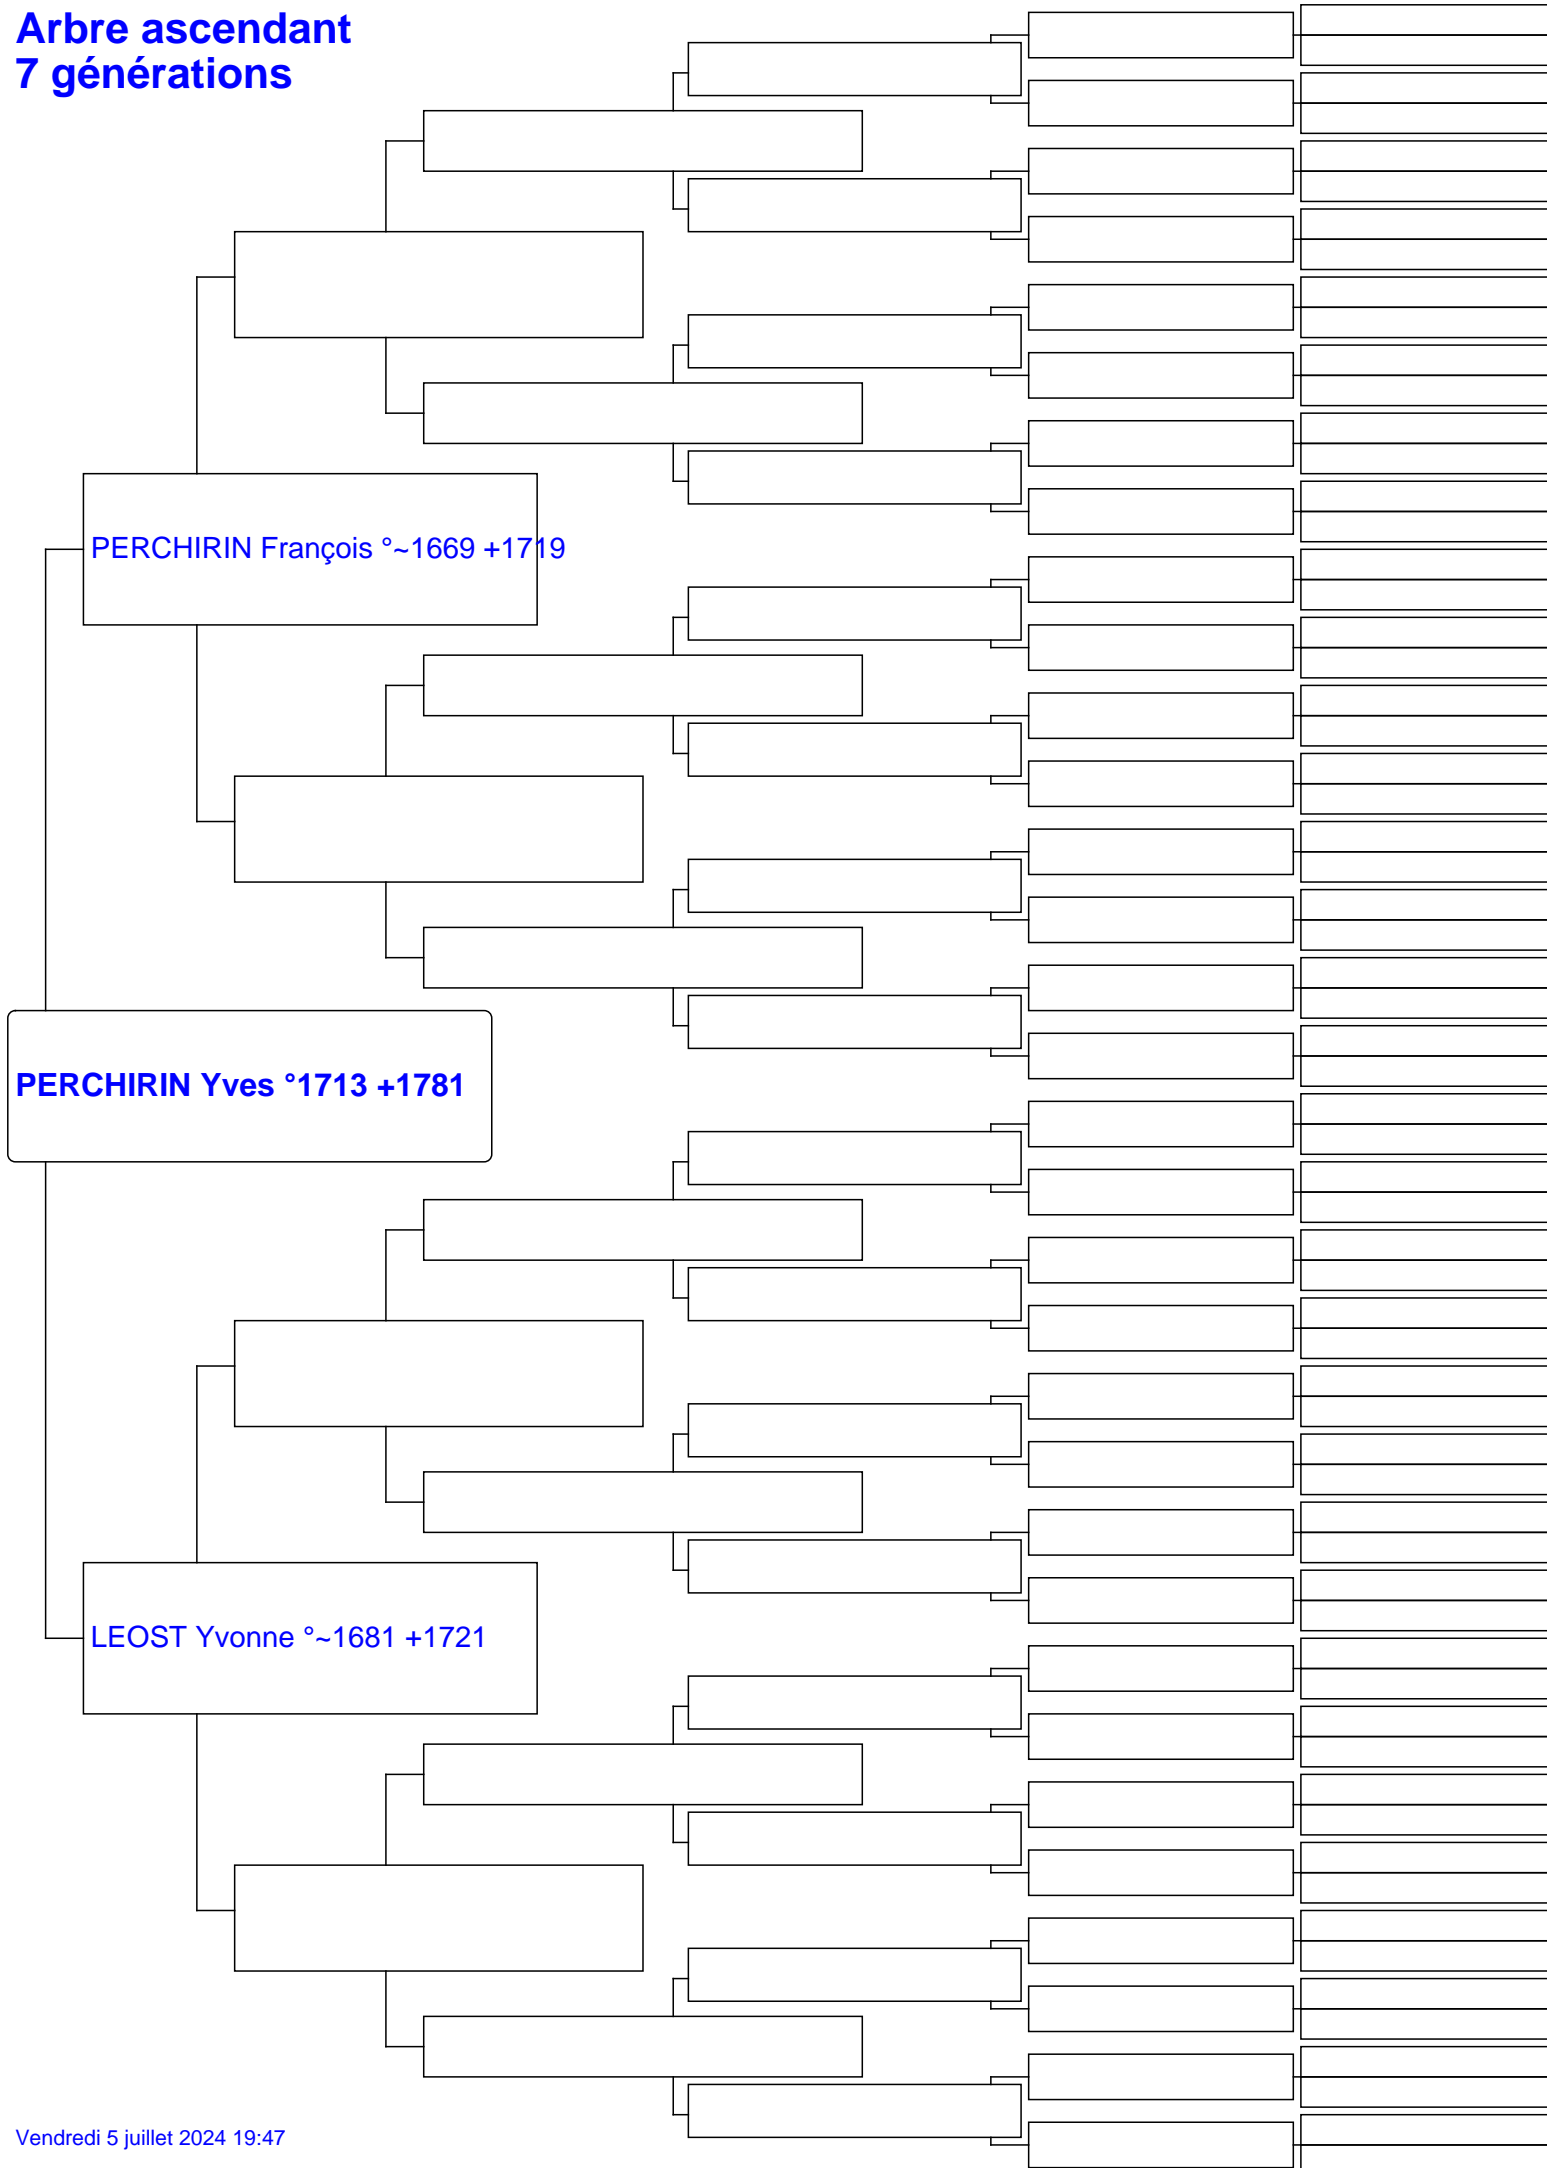 Arbre ascendant
7 générations
PERCHIRIN François °~1669 +1719
PERCHIRIN Yves °1713 +1781
LEOST Yvonne °~1681 +1721
Vendredi 5 juillet 2024 19:47